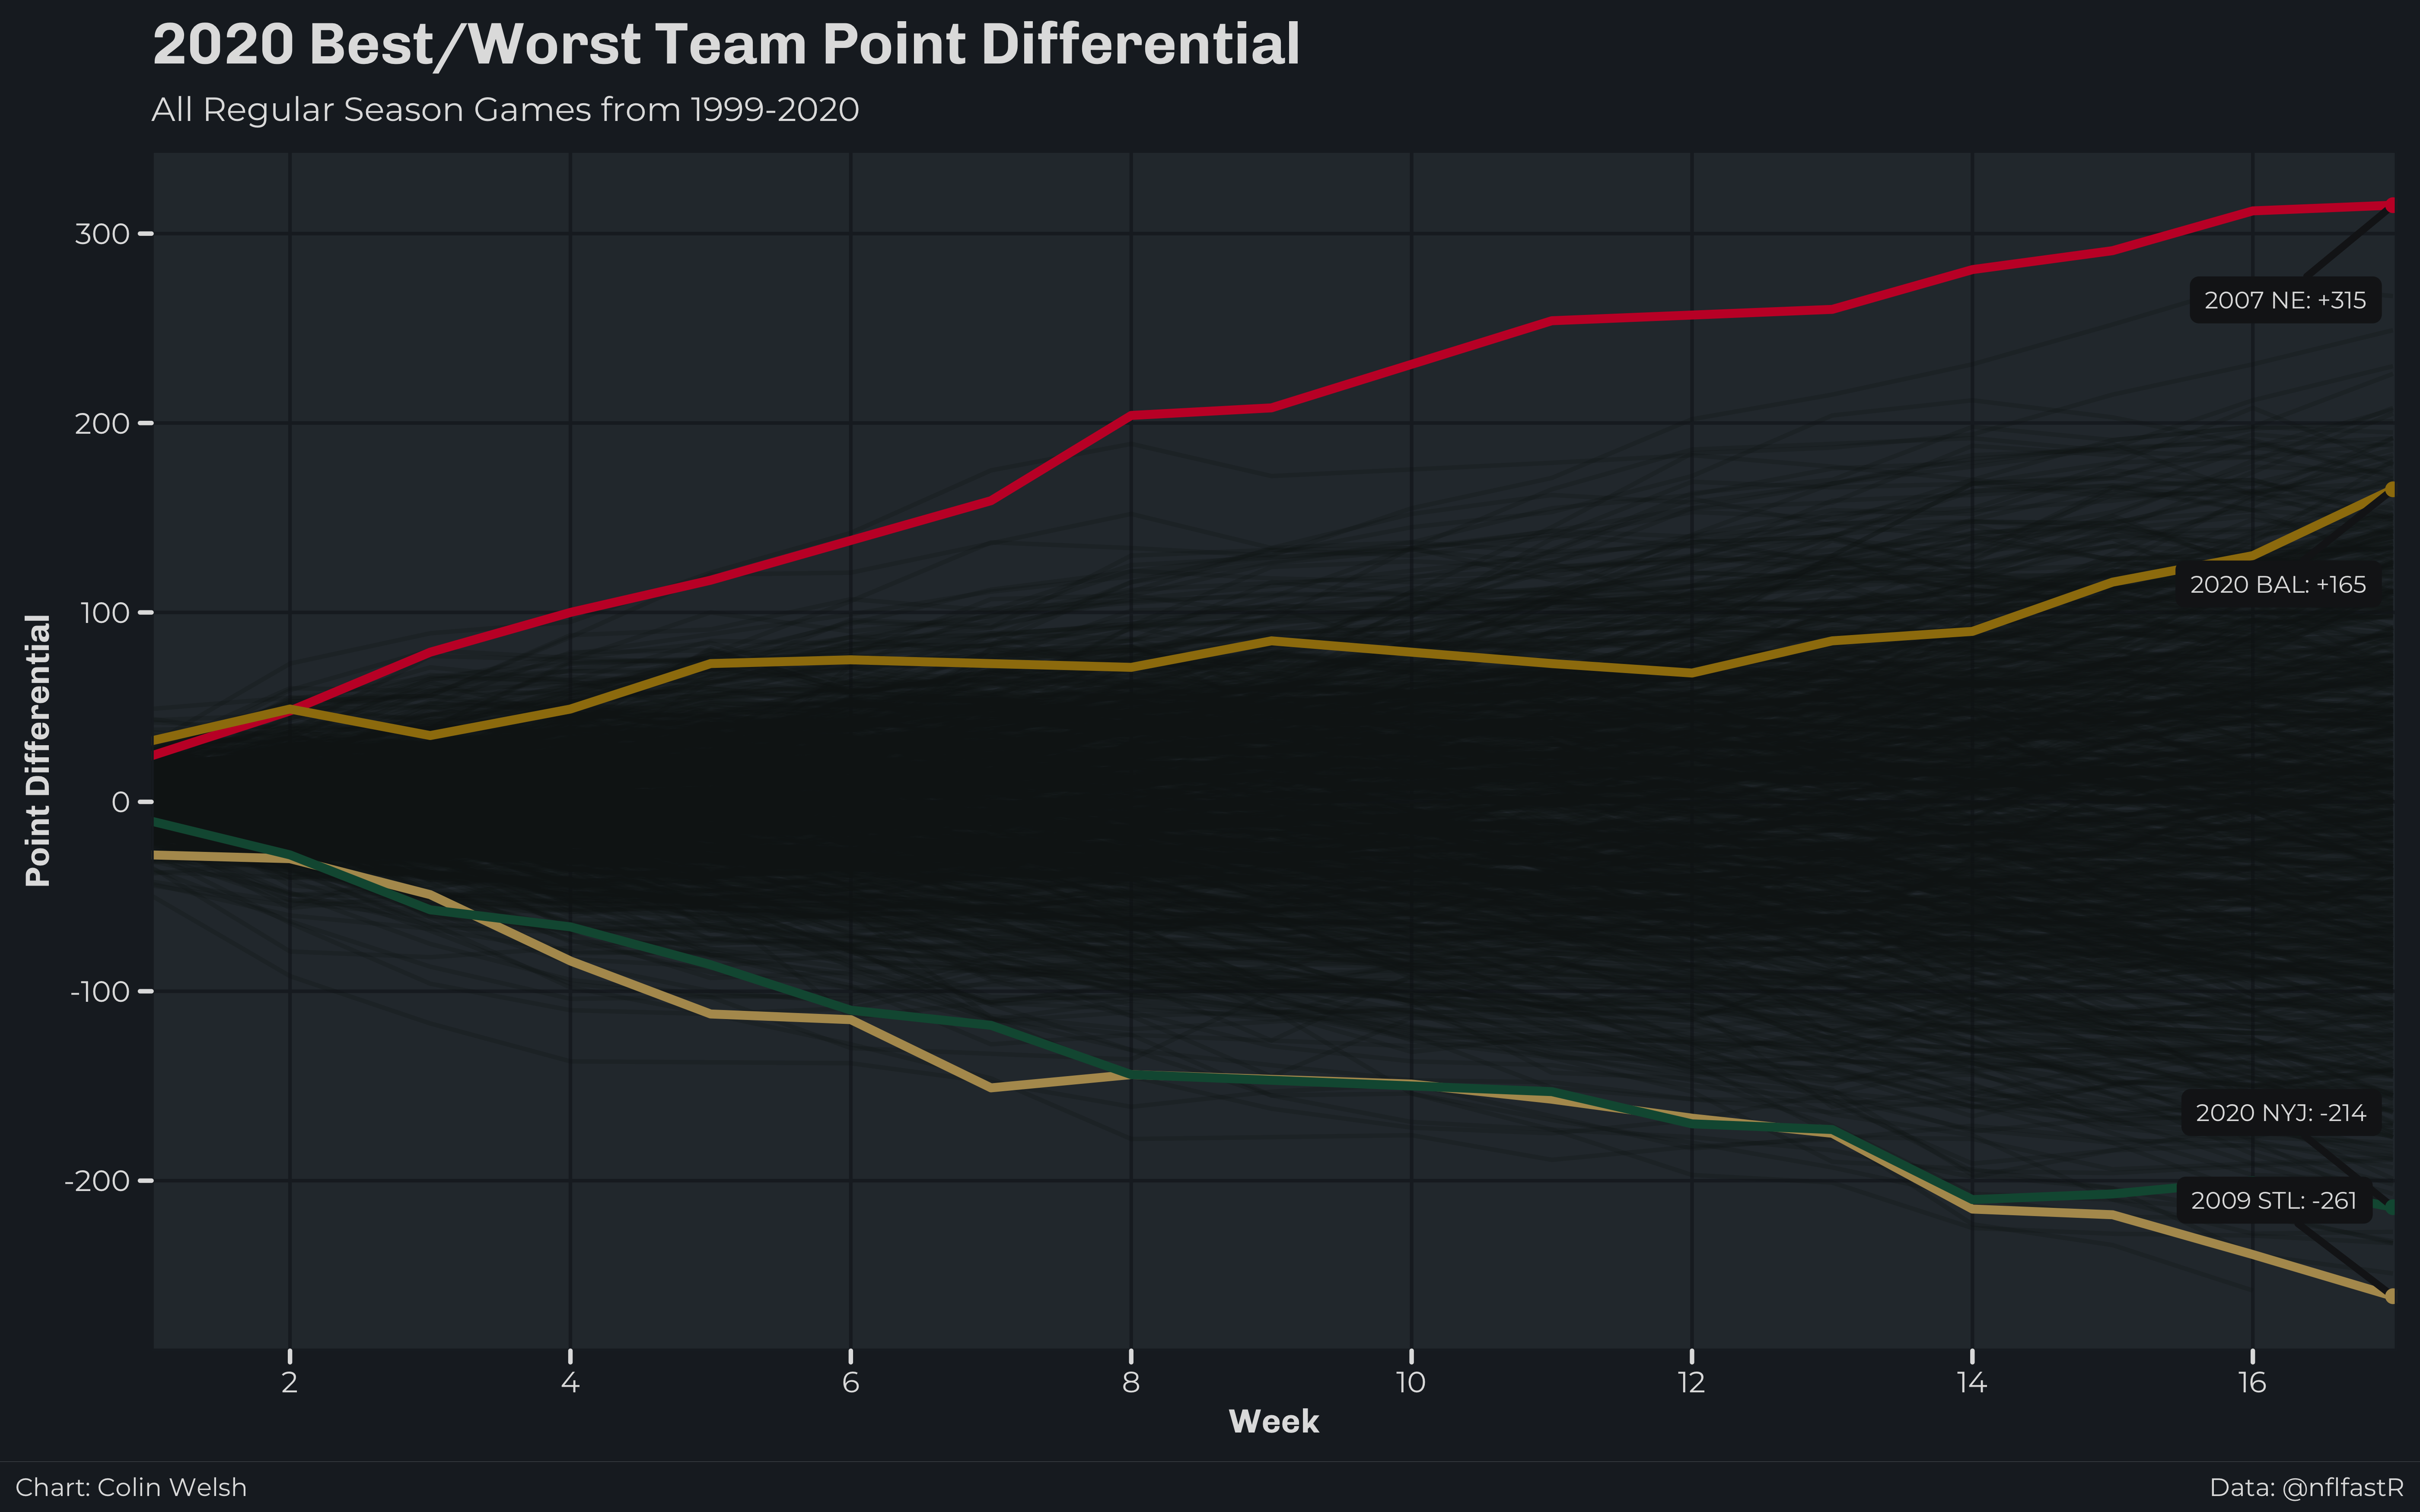 2020 Best/Worst Team Point Differential
All Regular Season Games from 1999-2020
Point Differential
300
200
100
0
-100
-200
2007 NE: +315
2020 BAL: +165
2020 NYJ: -214
2009 STL: -261
2 4 6 8 10 12 14 16
Week
Chart: Colin Welsh
Data: @nflfastR